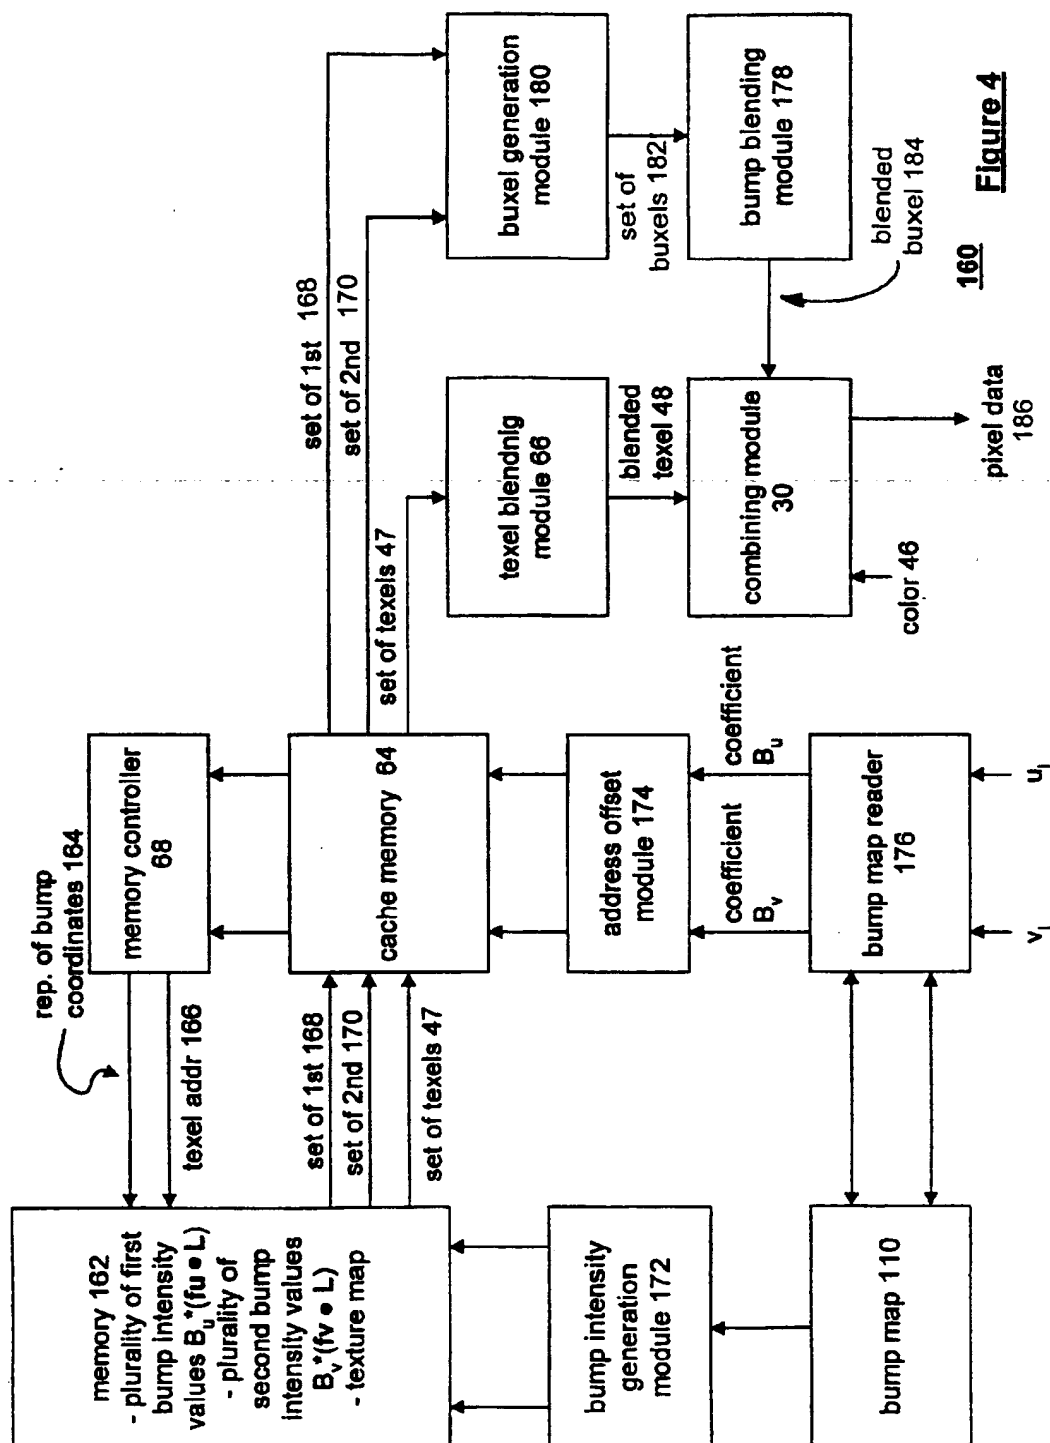 memory 162
- plurality of first
bump intensity
values B_u*(fu ● L)
- plurality of
second bump
intensity values
B_v*(fv ● L)
- texture map
rep. of bump
coordinates 164
texel addr 166
memory controller
68
set of 1st 168
set of 2nd 170
set of texels 47
cache memory 64
set of 1st 168
set of 2nd 170
set of texels 47
buxel generation
module 180
texel blendnig
module 66
set of
buxels 182
blended
texel 48
bump blending
module 178
combining module
30
blended
buxel 184
color 46
pixel data
186
bump intensity
generation
module 172
address offset
module 174
coefficient
B_v
coefficient
B_u
bump map 110
bump map reader
176
v_i
u_i
160
Figure 4